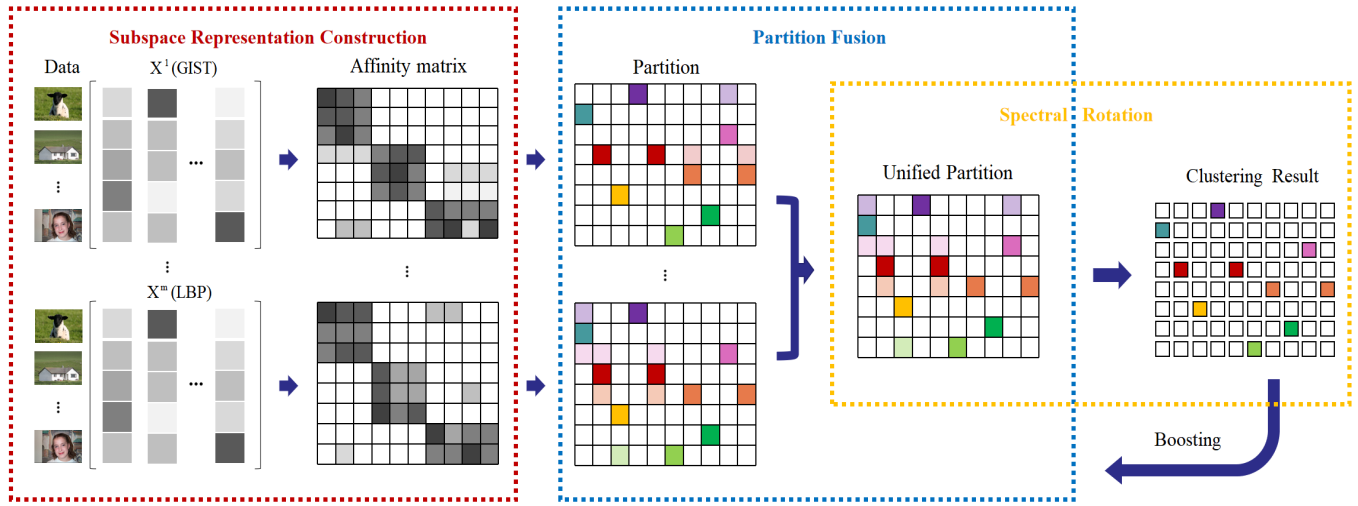 Subspace Representation Construction
Data
X¹(GIST)
Affinity matrix
...
...
...
...
Xᵐ(LBP)
...
...
Partition Fusion
Partition
...
Unified Partition
Spectral Rotation
Clustering Result
Boosting